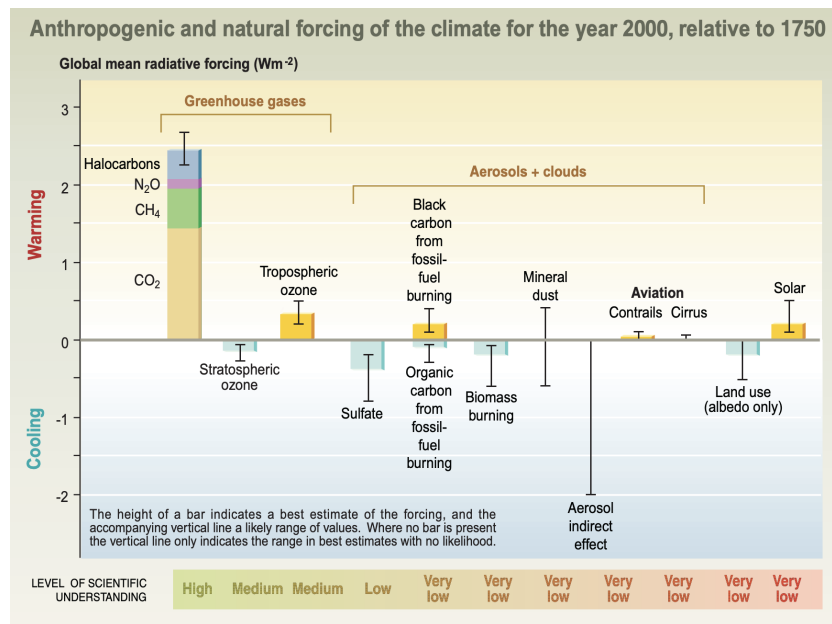 Anthropogenic and natural forcing of the climate for the year 2000, relative to 1750
Global mean radiative forcing (Wm-2)
3
2
1
0
-1
-2
Warming
Cooling
Greenhouse gases
Halocarbons
N2O
CH4
CO2
Stratospheric
ozone
Tropospheric
ozone
Aerosols + clouds
Sulfate
Black
carbon
from
fossil-
fuel
burning
Organic
carbon
from
fossil-
fuel
burning
Biomass
burning
Mineral
dust
Aerosol
indirect
effect
Aviation
Contrails Cirrus
Land use
(albedo only)
Solar
The height of a bar indicates a best estimate of the forcing, and the
accompanying vertical line a likely range of values. Where no bar is present
the vertical line only indicates the range in best estimates with no likelihood.
LEVEL OF SCIENTIFIC
UNDERSTANDING
High
Medium
Medium
Low
Very
low
Very
low
Very
low
Very
low
Very
low
Very
low
Very
low